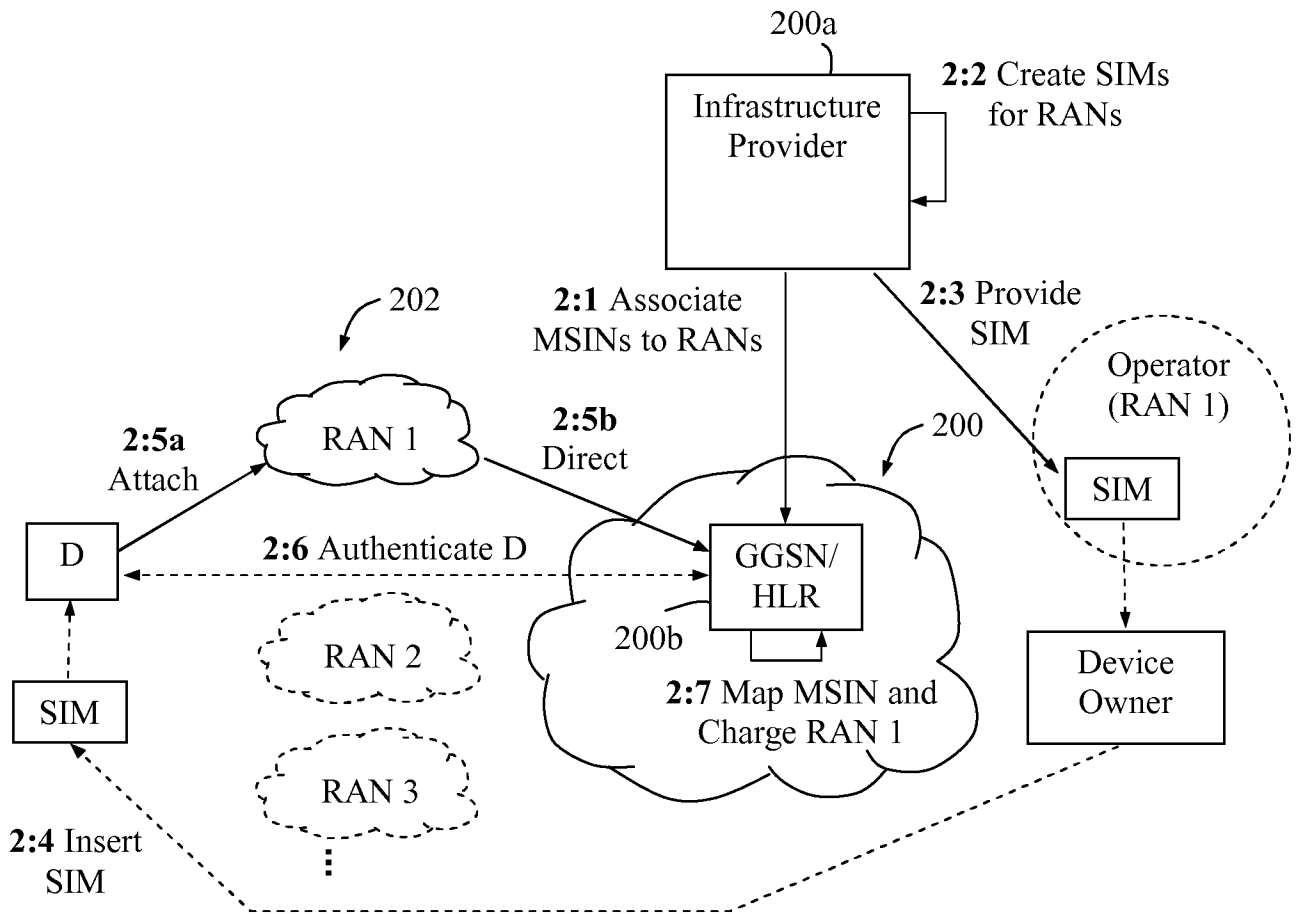 200a
Infrastructure
Provider
2:2 Create SIMs
for RANs
202
2:1 Associate
MSINs to RANs
2:3 Provide
SIM
Operator
(RAN 1)
SIM
RAN 1
2:5a
Attach
2:5b
Direct
200
D
2:6 Authenticate D
GGSN/
HLR
200b
RAN 2
2:7 Map MSIN and
Charge RAN 1
Device
Owner
SIM
RAN 3
2:4 Insert
SIM